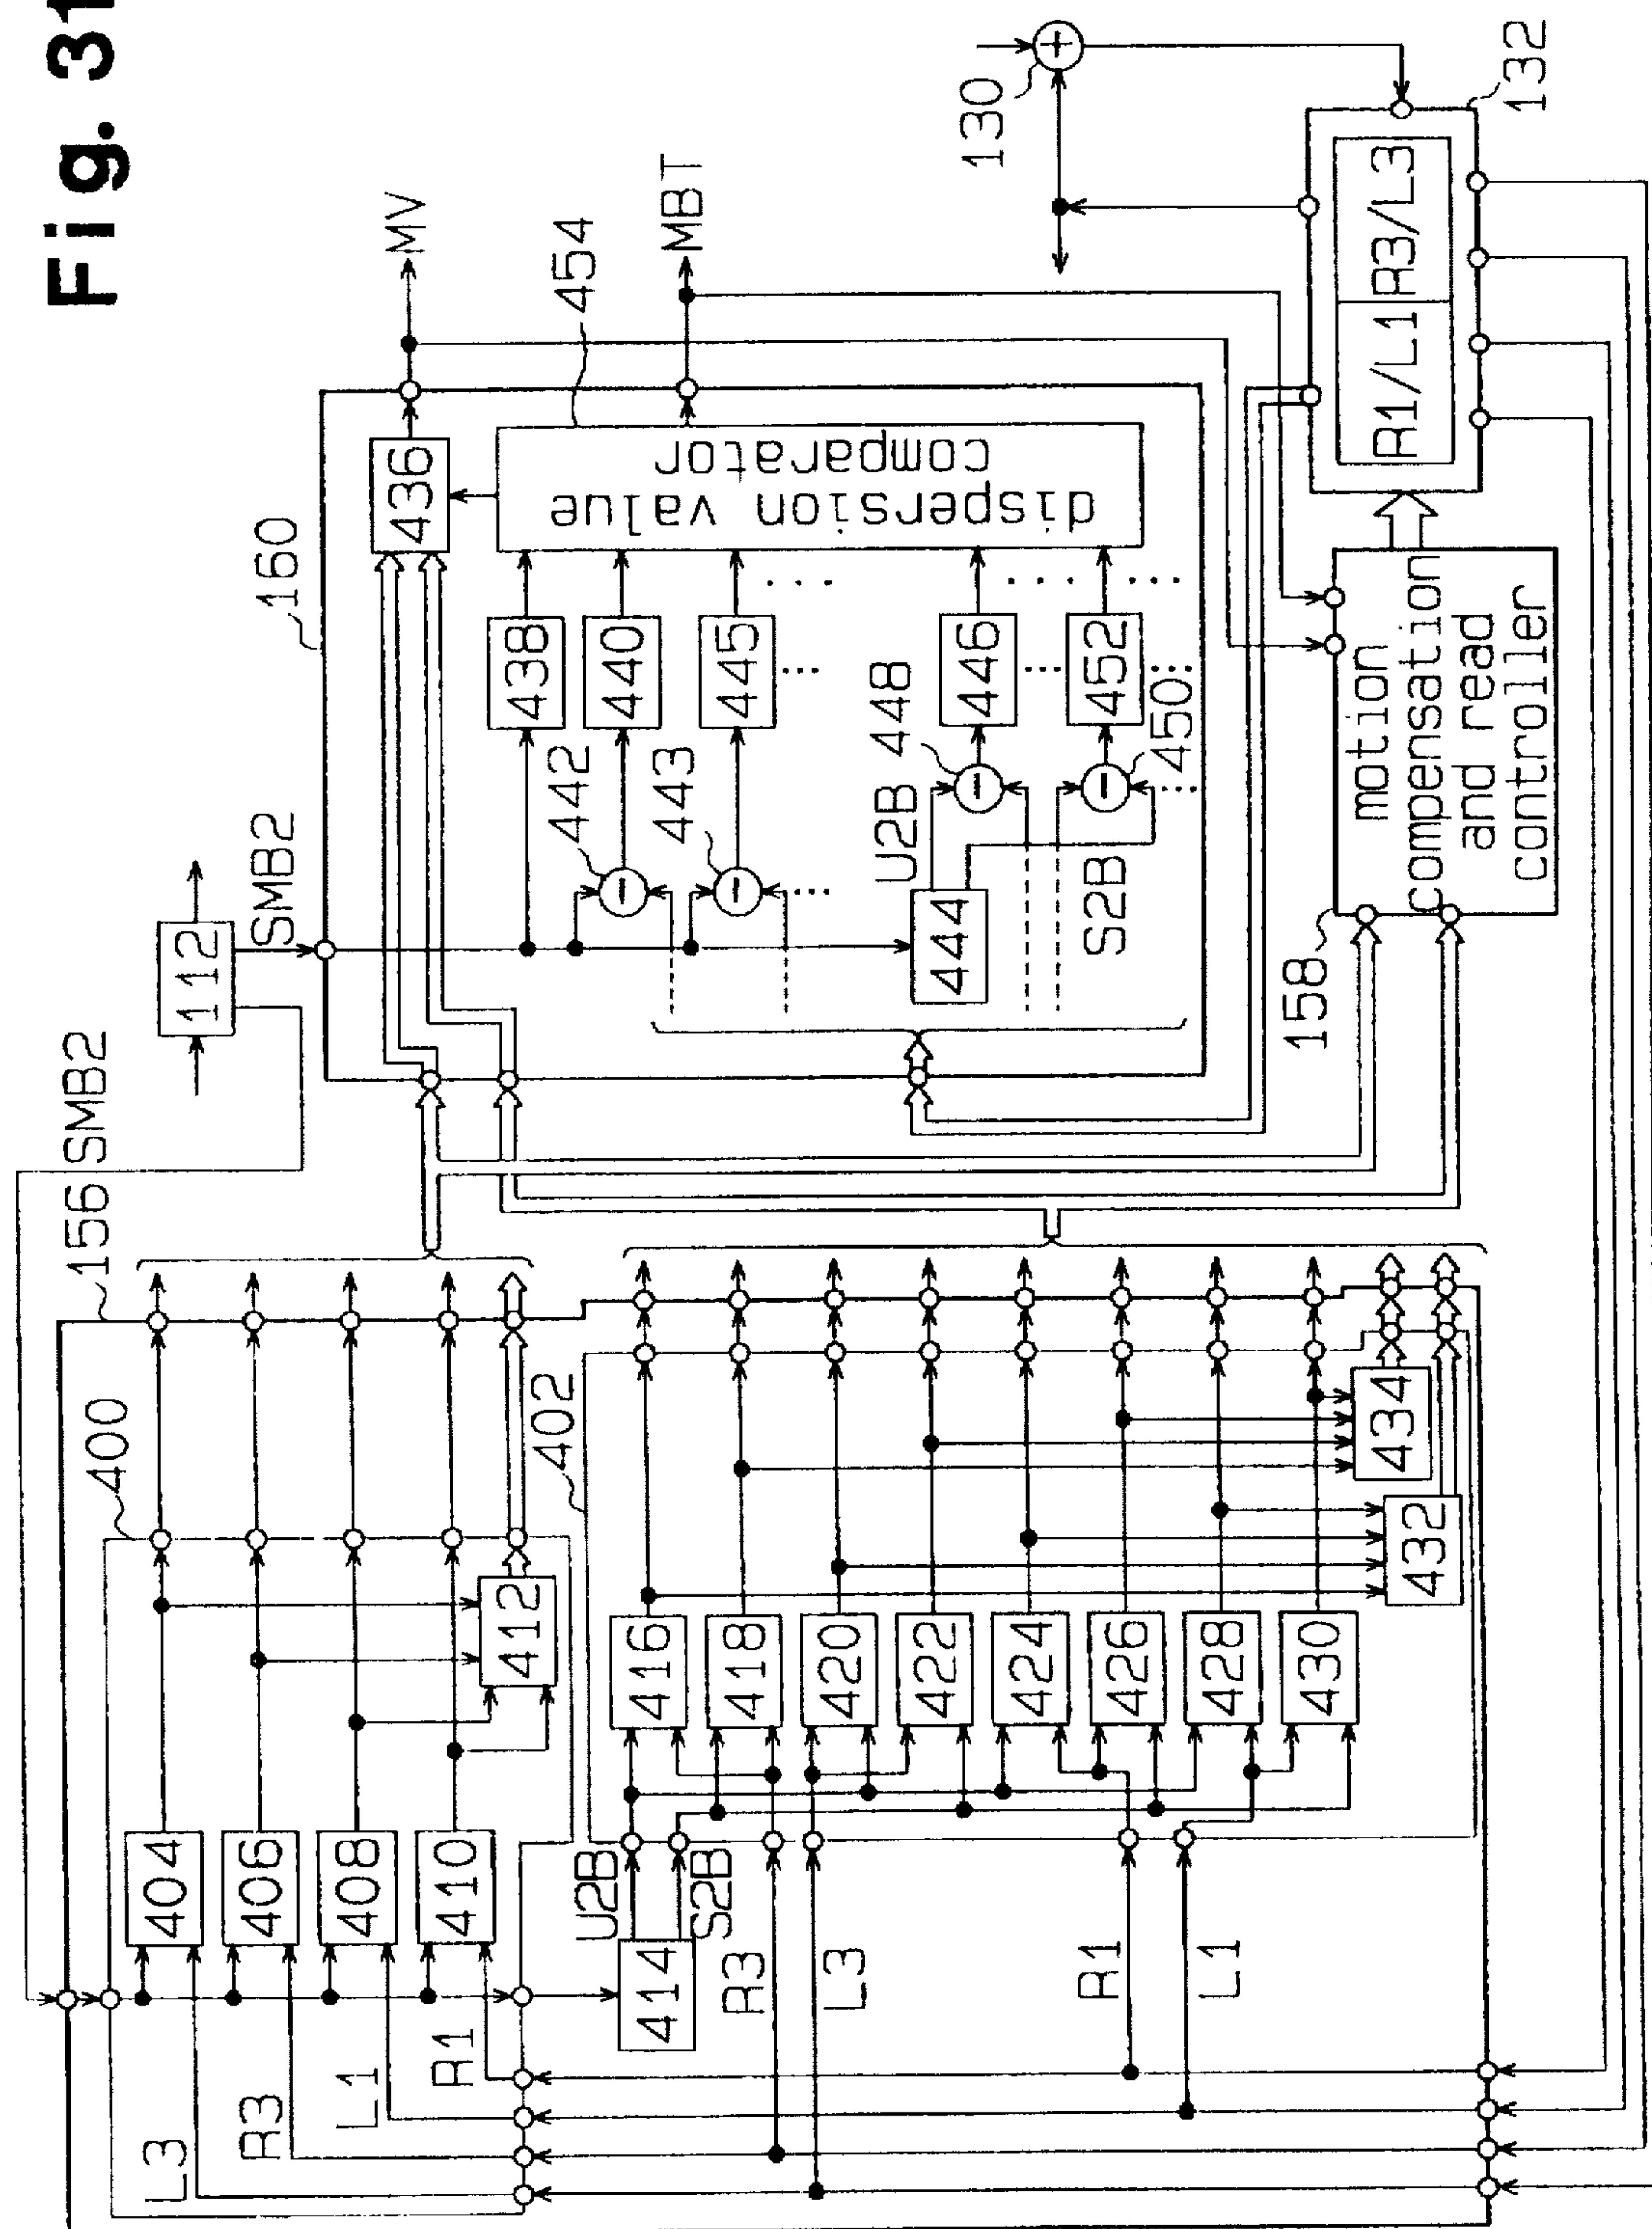 Fig. 31
112
SMB2
156
SMB2
160
400
402
404
406
408
410
412
L3
R3
L1
R1
414
U2B
S2B
R3
L3
R1
L1
416
418
420
422
424
426
428
430
432
434
436
438
440
442
443
445
444
U2B
448
446
S2B
450
452
dispersion value
comparator
454
MV
MBT
158
motion
compensation
and read
controller
130
132
R1/L1
R3/L3